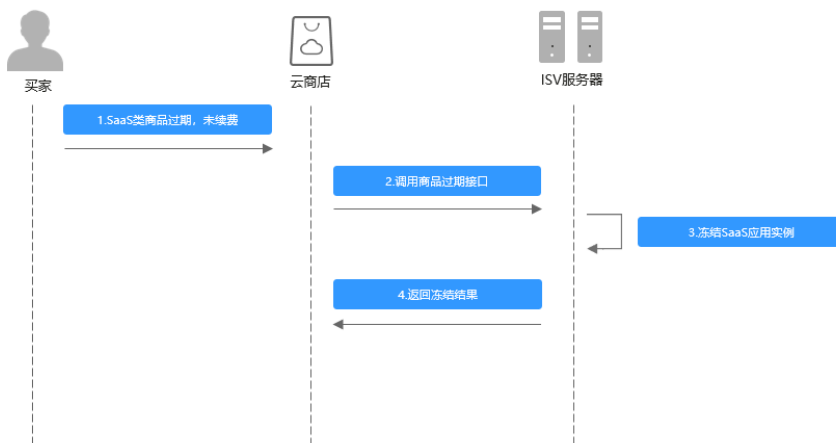 买家
云商店
ISV服务器
1.SaaS类商品过期，未续费
2.调用商品过期接口
3.冻结SaaS应用实例
4.返回冻结结果